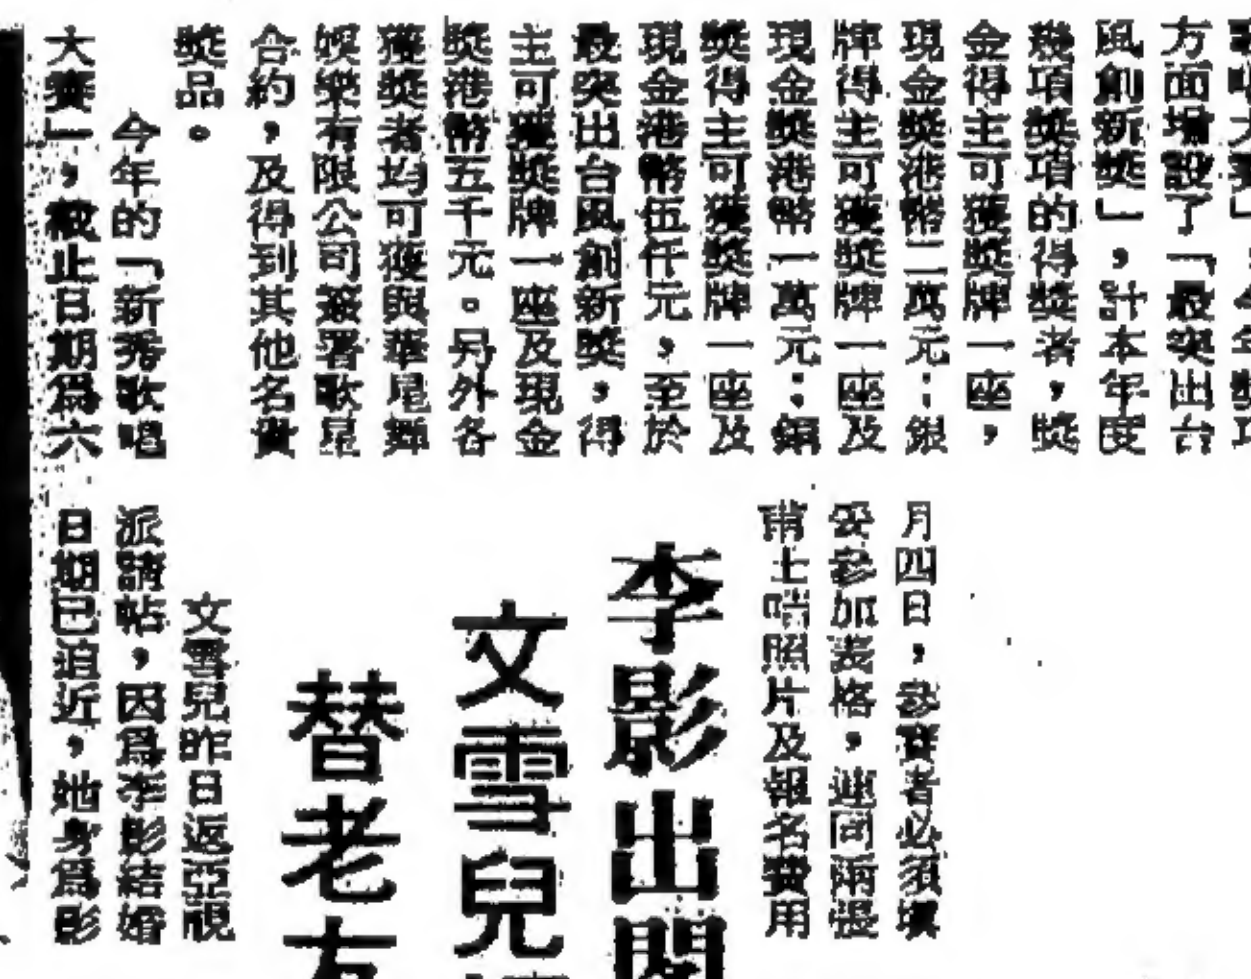 方面增設了「最突出台
風創新獎」，計本年度
幾項獎項的得獎者，獎
金得主可獲獎牌一座，
現金獎港幣二萬元；銀
牌得主可獲獎牌一座及
現金獎港幣一萬元；銅
獎得主可獲獎牌一座及
現金港幣伍仟元，至於
最突出台風創新獎，得
主可獲獎牌一座及現金
獎港幣五千元。另外各
獲獎者均可獲與華星娛
娛樂有限公司簽署歌星
合約，及得到其他名貴
獎品。
今年的「新秀歌唱
大賽」，截止日期爲六
月四日，參賽者必須填
妥參加表格，連同兩張
甫士咭照片及報名費用
李影出閣
文雪兒
替老友
文雪兒昨日返亞視
派請帖，因爲李影結婚
日期已迫近，她身爲影